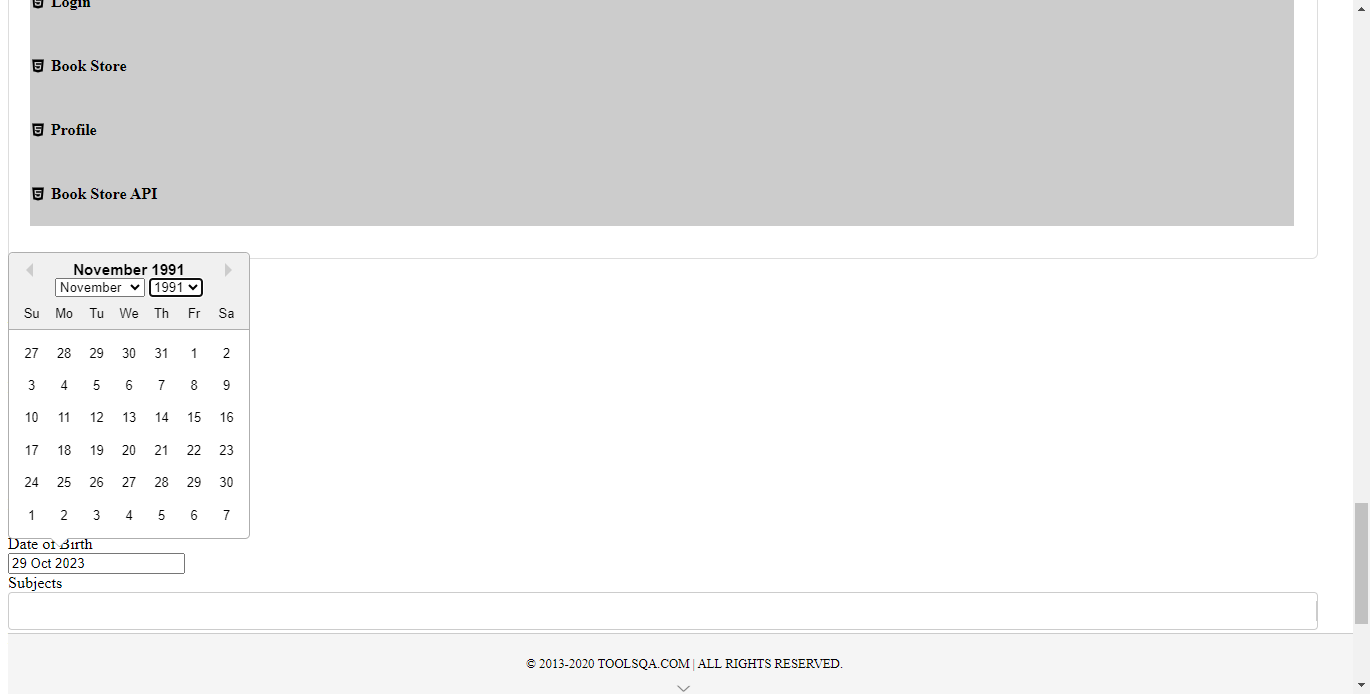 Login
Book Store
Profile
Book Store API
November 1991
November 1991
Su Mo Tu We Th Fr Sa
27 28 29 30 31 1 2
3 4 5 6 7 8 9
10 11 12 13 14 15 16
17 18 19 20 21 22 23
24 25 26 27 28 29 30
1 2 3 4 5 6 7
Date of Birth
29 Oct 2023
Subjects
© 2013-2020 TOOLSQA.COM | ALL RIGHTS RESERVED.